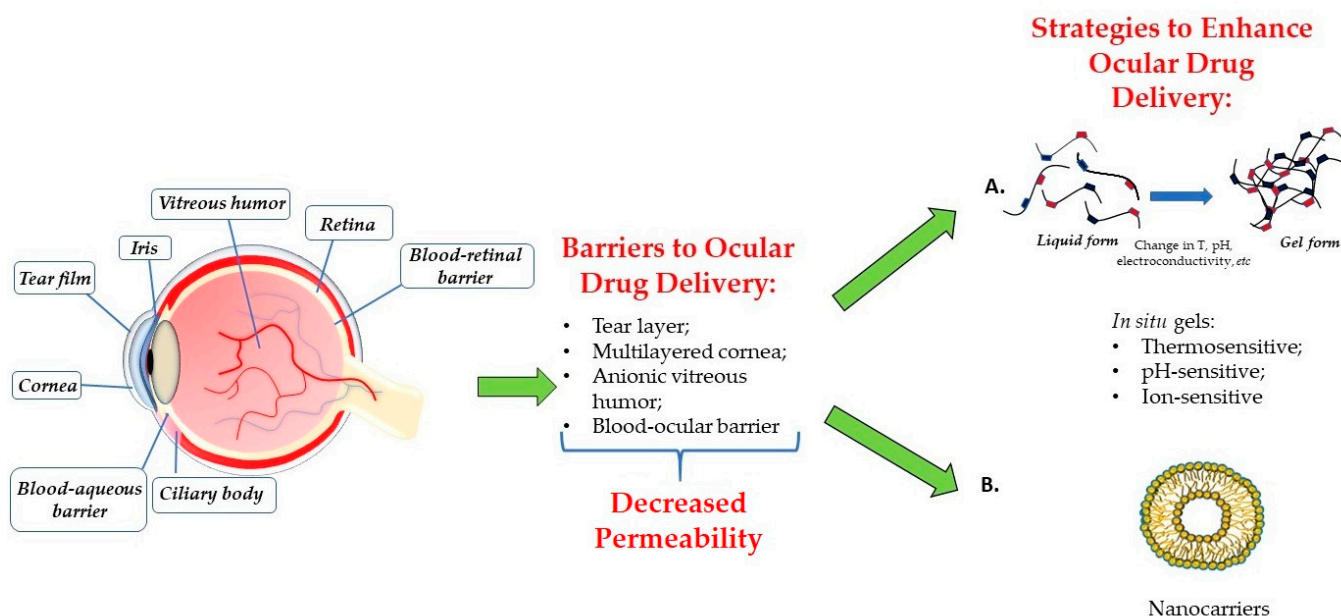 Vitreous humor
Iris
Retina
Tear film
Blood-retinal
barrier
Cornea
Blood-aqueous
barrier
Ciliary body
Barriers to Ocular
Drug Delivery:
• Tear layer;
• Multilayered cornea;
• Anionic vitreous
humor;
• Blood-ocular barrier
Decreased
Permeability
Strategies to Enhance
Ocular Drug
Delivery:
A.
Liquid form
Change in T, pH,
electroconductivity, etc
Gel form
In situ gels:
• Thermosensitive;
• pH-sensitive;
• Ion-sensitive
B.
Nanocarriers